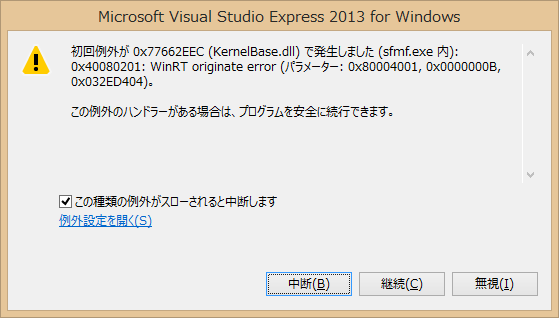 Microsoft Visual Studio Express 2013 for Windows
初回例外が 0x77662EEC (KernelBase.dll) で発生しました (sfmf.exe 内):
0x40080201: WinRT originate error (パラメーター: 0x80004001, 0x0000000B,
0x032ED404)。
この例外のハンドラーがある場合は、プログラムを安全に続行できます。
この種類の例外がスローされると中断します
例外設定を開く(S)
中断(B) 継続(C) 無視(I)